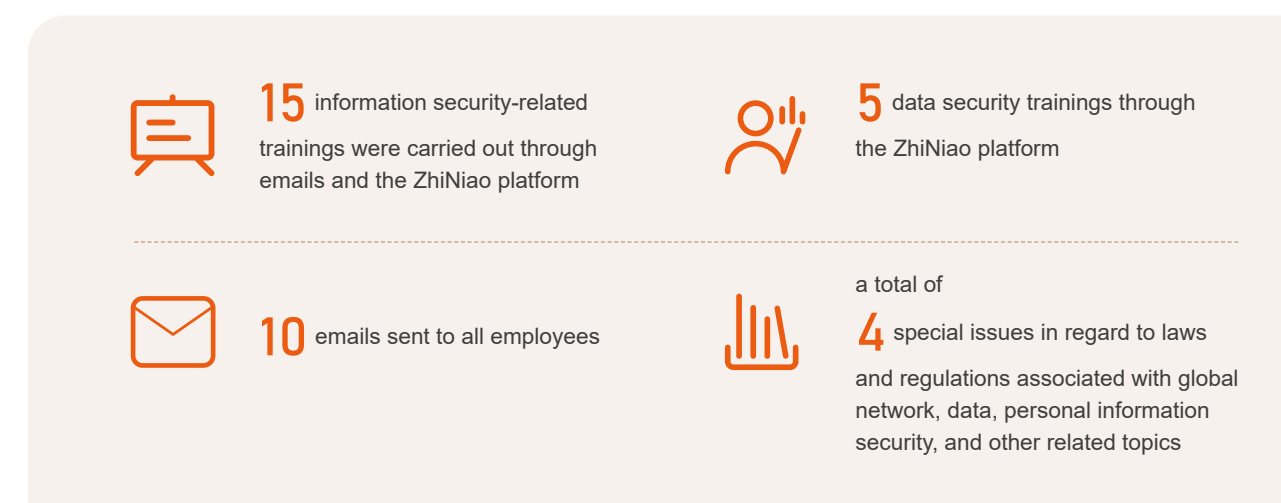 15 information security-related
trainings were carried out through
emails and the ZhiNiao platform
5 data security trainings through
the ZhiNiao platform
10 emails sent to all employees
a total of
4 special issues in regard to laws
and regulations associated with global
network, data, personal information
security, and other related topics